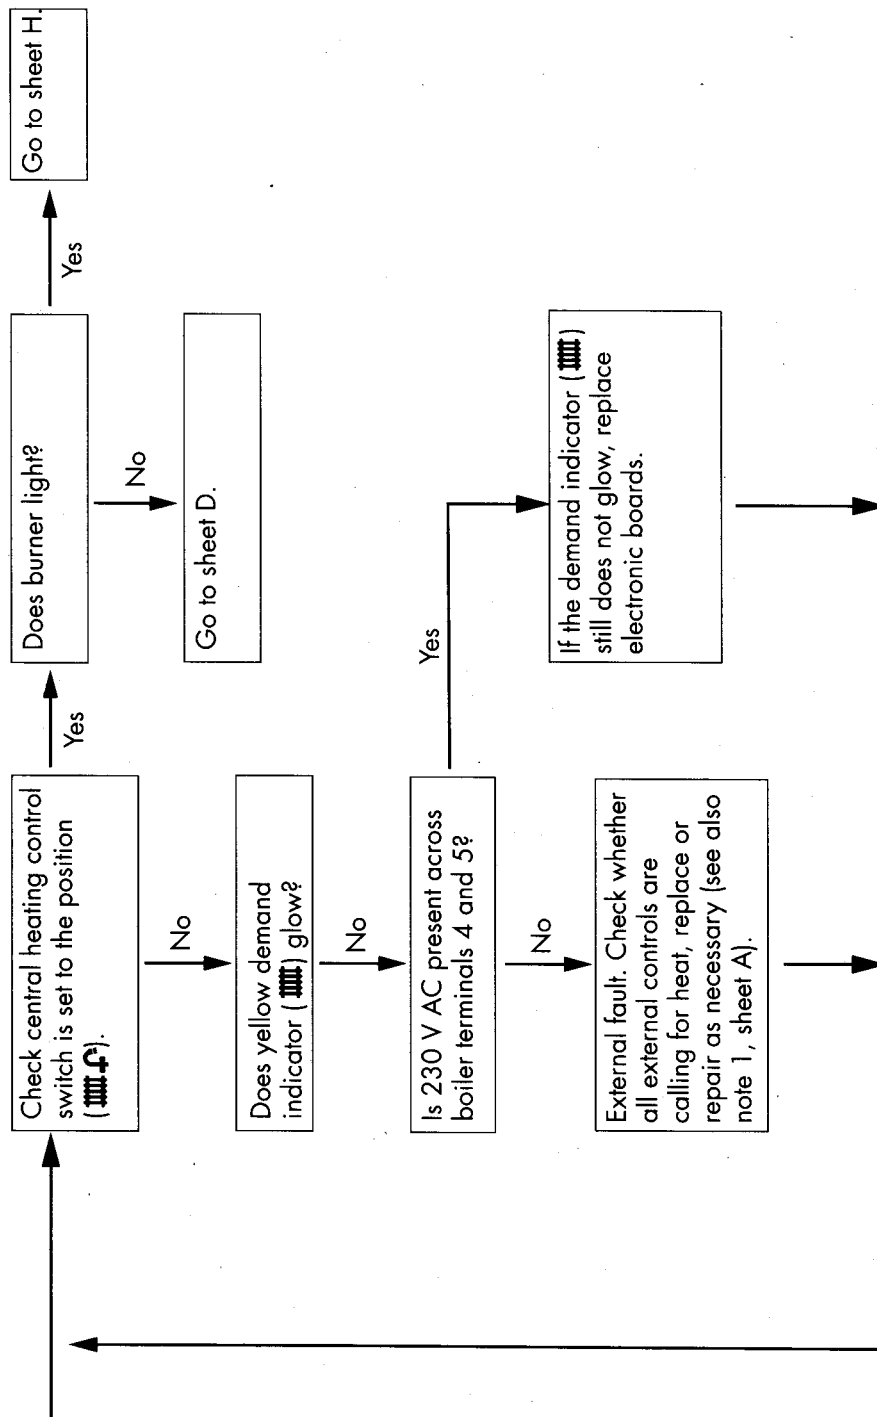 Check central heating control
switch is set to the position
( ).
Yes
Does burner light?
Yes
Go to sheet H.
No
No
Go to sheet D.
Does yellow demand
indicator ( ) glow?
No
Is 230 V AC present across
boiler terminals 4 and 5?
Yes
If the demand indicator ( )
still does not glow, replace
electronic boards.
No
External fault. Check whether
all external controls are
calling for heat, replace or
repair as necessary (see also
note 1, sheet A).